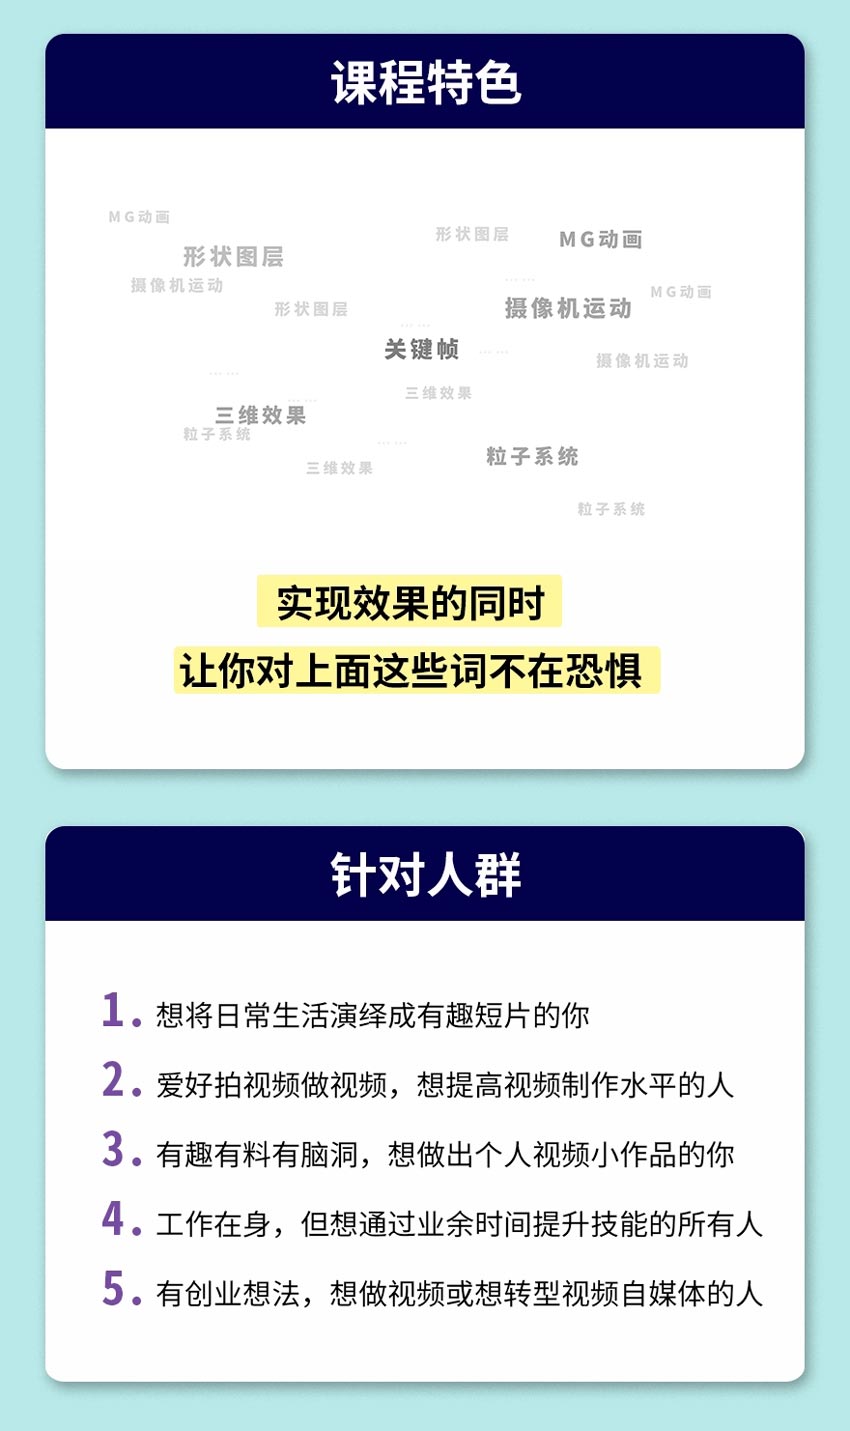 课程特色
MG动画
形状图层
MG动画
形状图层
摄像机运动
……
MG动画
形状图层
摄像机运动
……
关键帧
……
摄像机运动
……
三维效果
……
三维效果
粒子系统
……
粒子系统
三维效果
粒子系统
实现效果的同时
让你对上面这些词不在恐惧
针对人群
1. 想将日常生活演绎成有趣短片的你
2. 爱好拍视频做视频，想提高视频制作水平的人
3. 有趣有料有脑洞，想做出个人视频小作品的你
4. 工作在身，但想通过业余时间提升技能的所有人
5. 有创业想法，想做视频或想转型视频自媒体的人